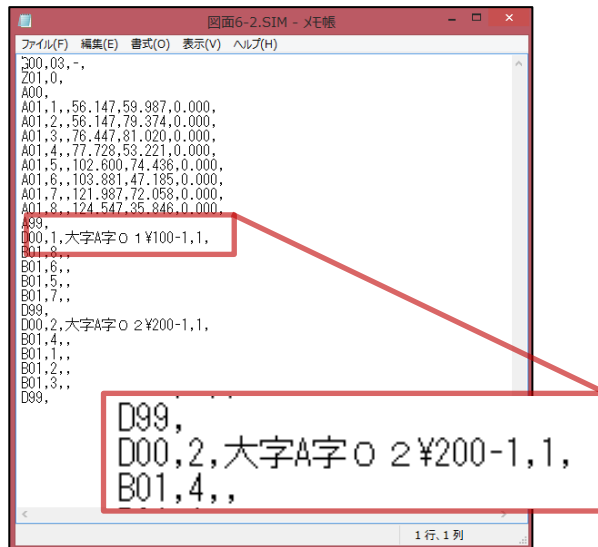 図面6-2.SIM - メモ帳
ファイル(F) 編集(E) 書式(O) 表示(V) ヘルプ(H)
G00,03,-,
Z01,0,
A00,
A01,1,,56.147,59.987,0.000,
A01,2,,56.147,79.374,0.000,
A01,3,,76.447,81.020,0.000,
A01,4,,77.728,53.221,0.000,
A01,5,,102.600,74.436,0.000,
A01,6,,103.881,47.185,0.000,
A01,7,,121.987,72.058,0.000,
A01,8,,124.547,35.846,0.000,
A99,
D00,1,大字A字０１¥100-1,1,
B01,8,,
B01,6,,
B01,5,,
B01,7,,
D99,
D00,2,大字A字０２¥200-1,1,
B01,4,,
B01,1,,
B01,2,,
B01,3,,
D99,
D99,
D00,2,大字A字０２¥200-1,1,
B01,4,,
1 行、1 列